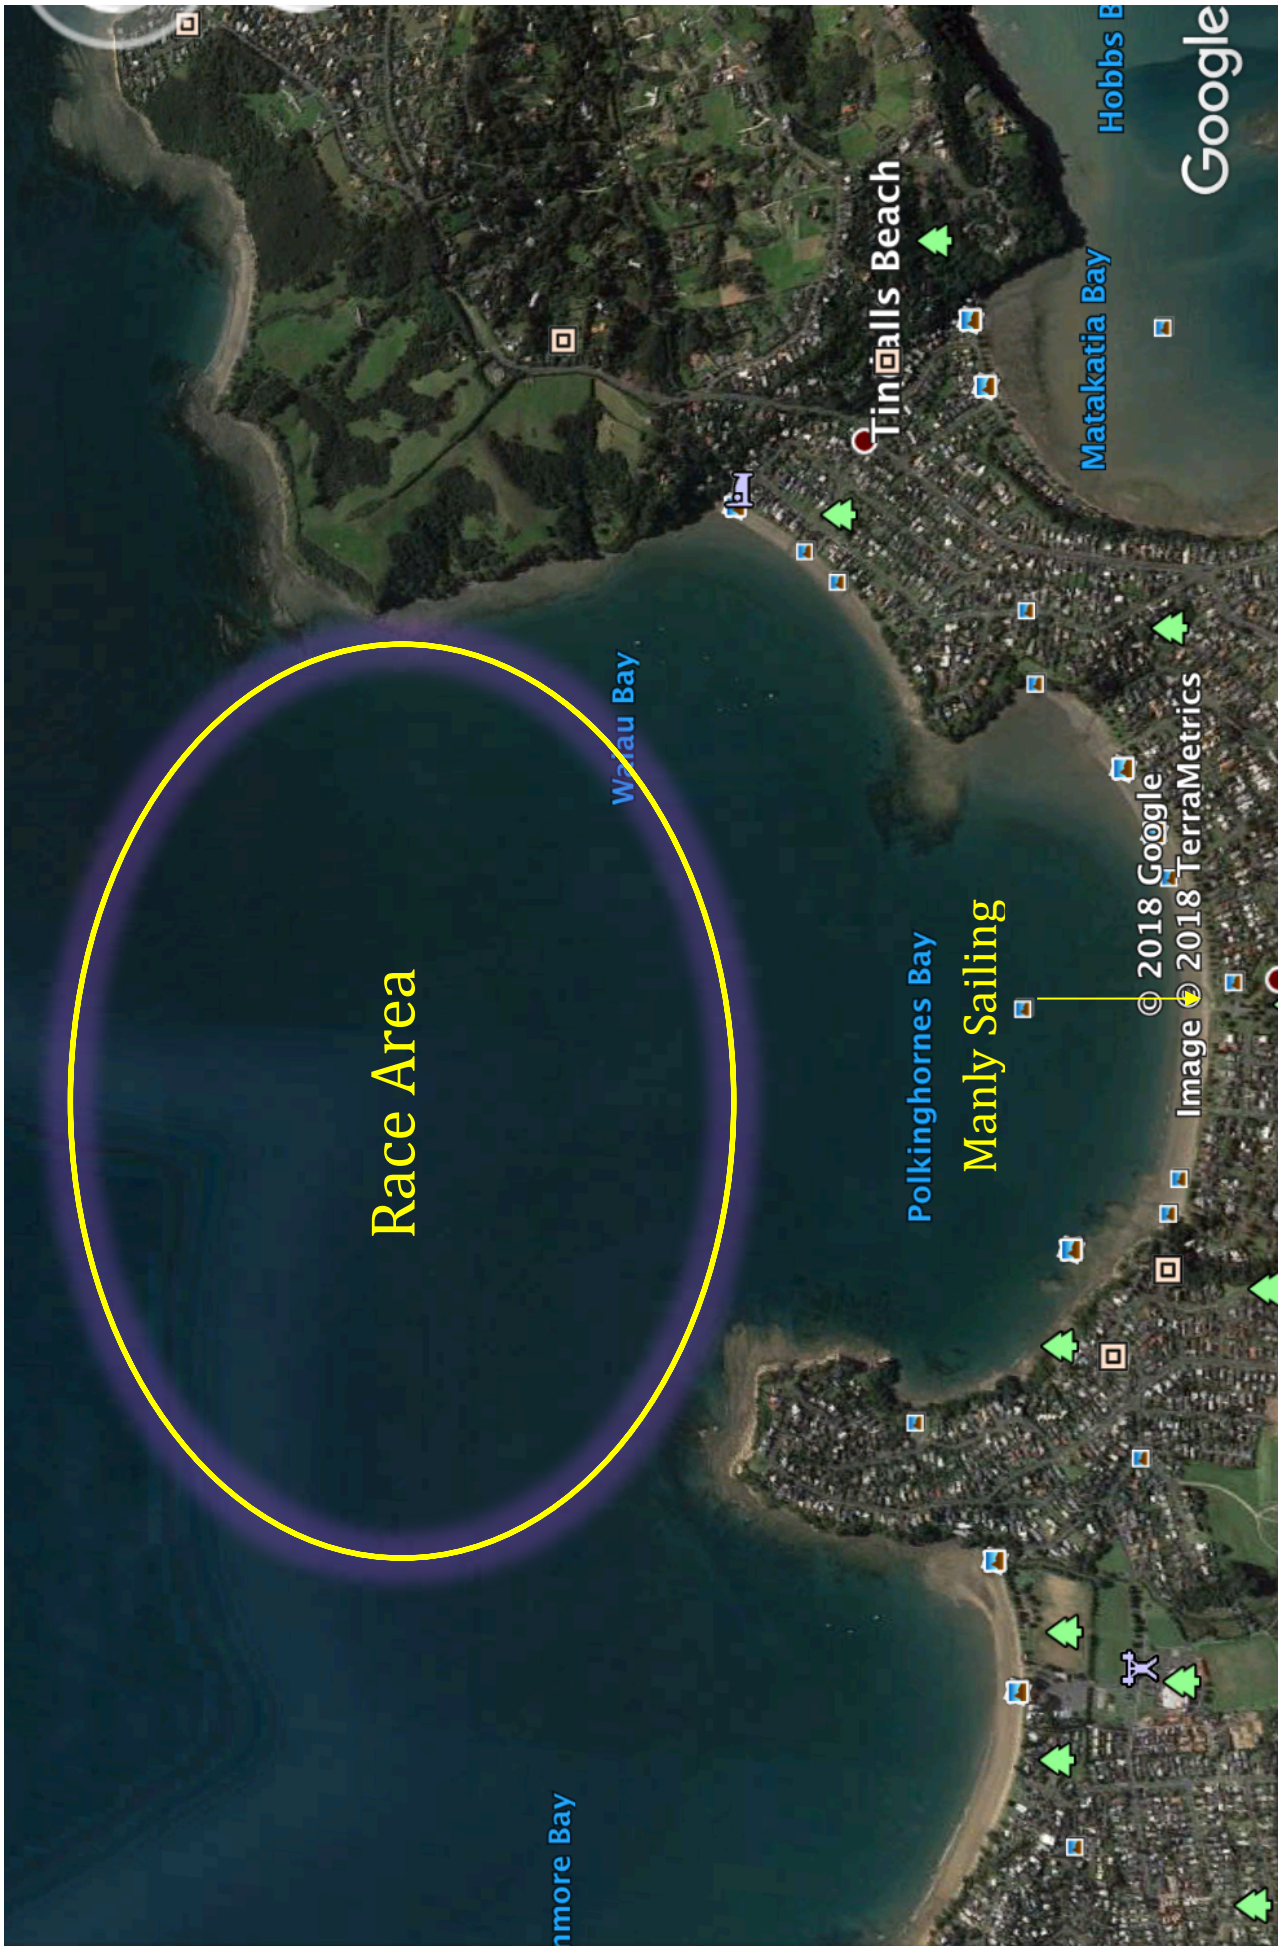 Race Area
Waiau Bay
Polkinghornes Bay
Manly Sailing
Tindalls Beach
Matakatia Bay
Hobbs B
nmore Bay
© 2018 Google
Image © 2018 TerraMetrics
Google